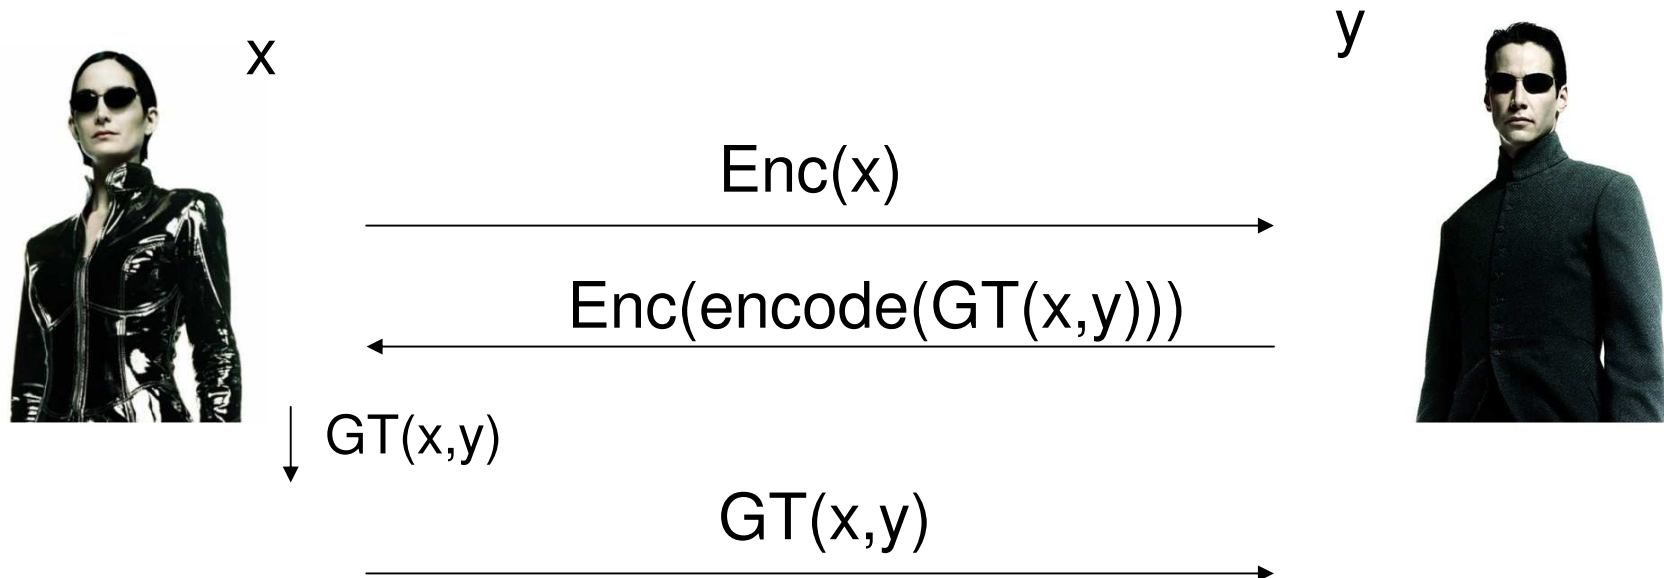 x
y
Enc(x)
Enc(encode(GT(x,y)))
GT(x,y)
GT(x,y)